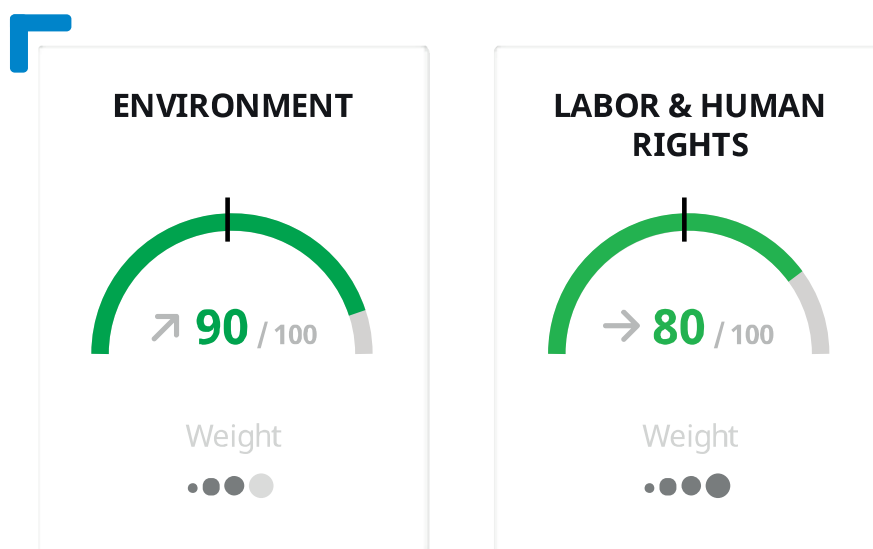 ENVIRONMENT
90 / 100
Weight
LABOR & HUMAN
RIGHTS
80 / 100
Weight